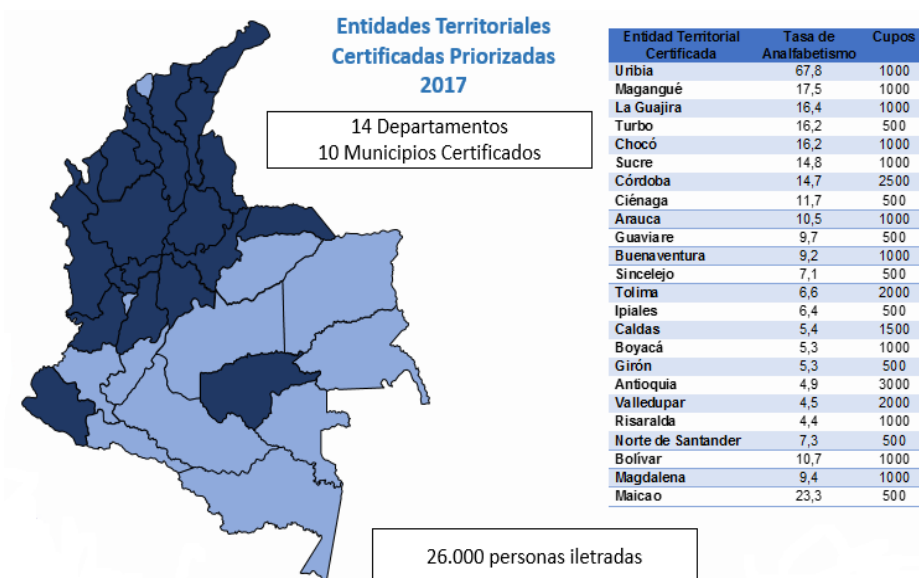 Entidades Territoriales
Certificadas Priorizadas
2017
14 Departamentos
10 Municipios Certificados
Entidad Territorial Certificada Tasa de Analfabetismo Cupos
Uribia 67,8 1000
Magangué 17,5 1000
La Guajira 16,4 1000
Turbo 16,2 500
Chocó 16,2 1000
Sucre 14,8 1000
Córdoba 14,7 2500
Ciénaga 11,7 500
Arauca 10,5 1000
Guaviare 9,7 500
Buenaventura 9,2 1000
Sincelejo 7,1 500
Tolima 6,6 2000
Ipiales 6,4 500
Caldas 5,4 1500
Boyacá 5,3 1000
Girón 5,3 500
Antioquia 4,9 3000
Valledupar 4,5 2000
Risaralda 4,4 1000
Norte de Santander 7,3 500
Bolívar 10,7 1000
Magdalena 9,4 1000
Maicao 23,3 500
26.000 personas iletradas